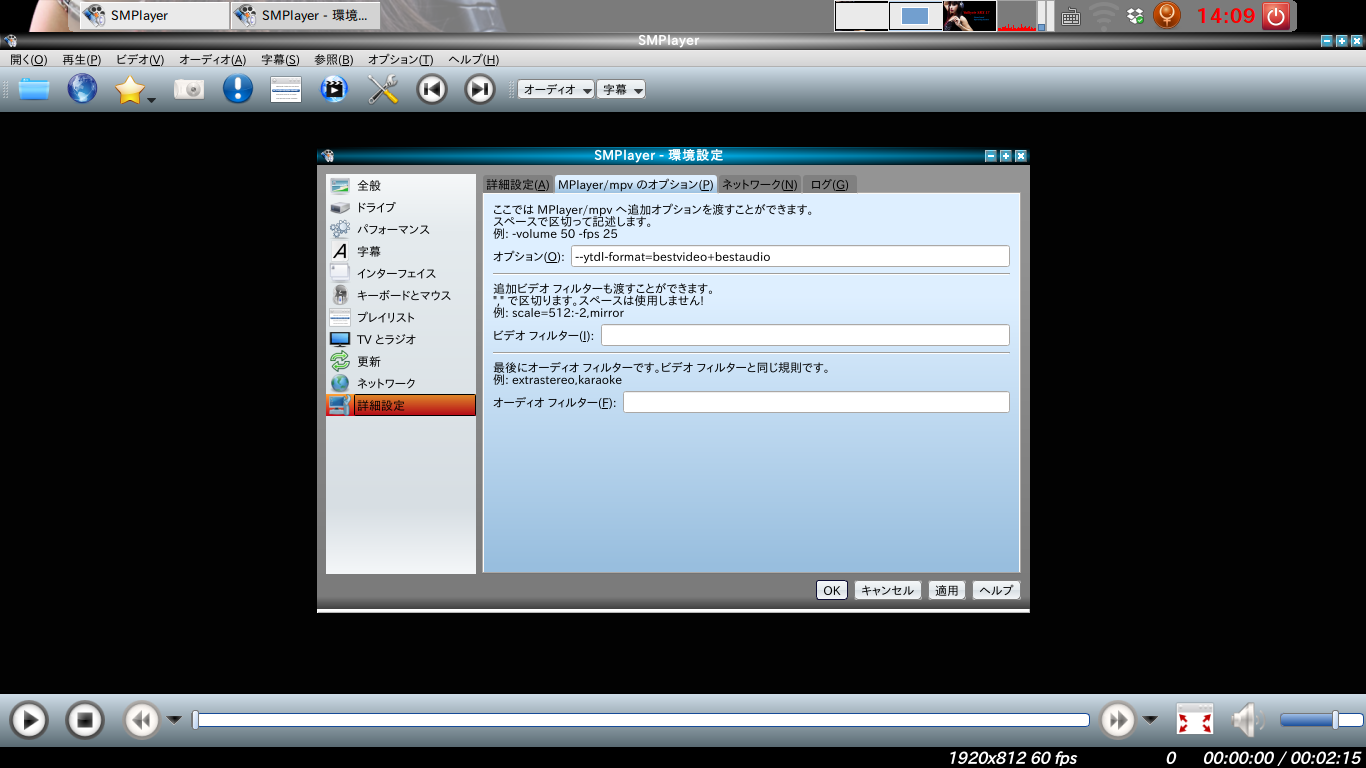 SMPlayer
SMPlayer - 環境...
14:09
SMPlayer
開く(O) 再生(P) ビデオ(V) オーディオ(A) 字幕(S) 参照(B) オプション(T) ヘルプ(H)
オーディオ 字幕
SMPlayer - 環境設定
全般
ドライブ
パフォーマンス
字幕
インターフェイス
キーボードとマウス
プレイリスト
TV とラジオ
更新
ネットワーク
詳細設定
詳細設定(A) MPlayer/mpv のオプション(P) ネットワーク(N) ログ(G)
ここでは MPlayer/mpv へ追加オプションを渡すことができます。
スペースで区切って記述します。
例: -volume 50 -fps 25
オプション(O): --ytdl-format=bestvideo+bestaudio
追加ビデオ フィルターも渡すことができます。
"," で区切ります。スペースは使用しません!
例: scale=512:-2,mirror
ビデオ フィルター(I):
最後にオーディオ フィルターです。ビデオ フィルターと同じ規則です。
例: extrastereo,karaoke
オーディオ フィルター(F):
OK キャンセル 適用 ヘルプ
1920x812 60 fps 0 00:00:00 / 00:02:15